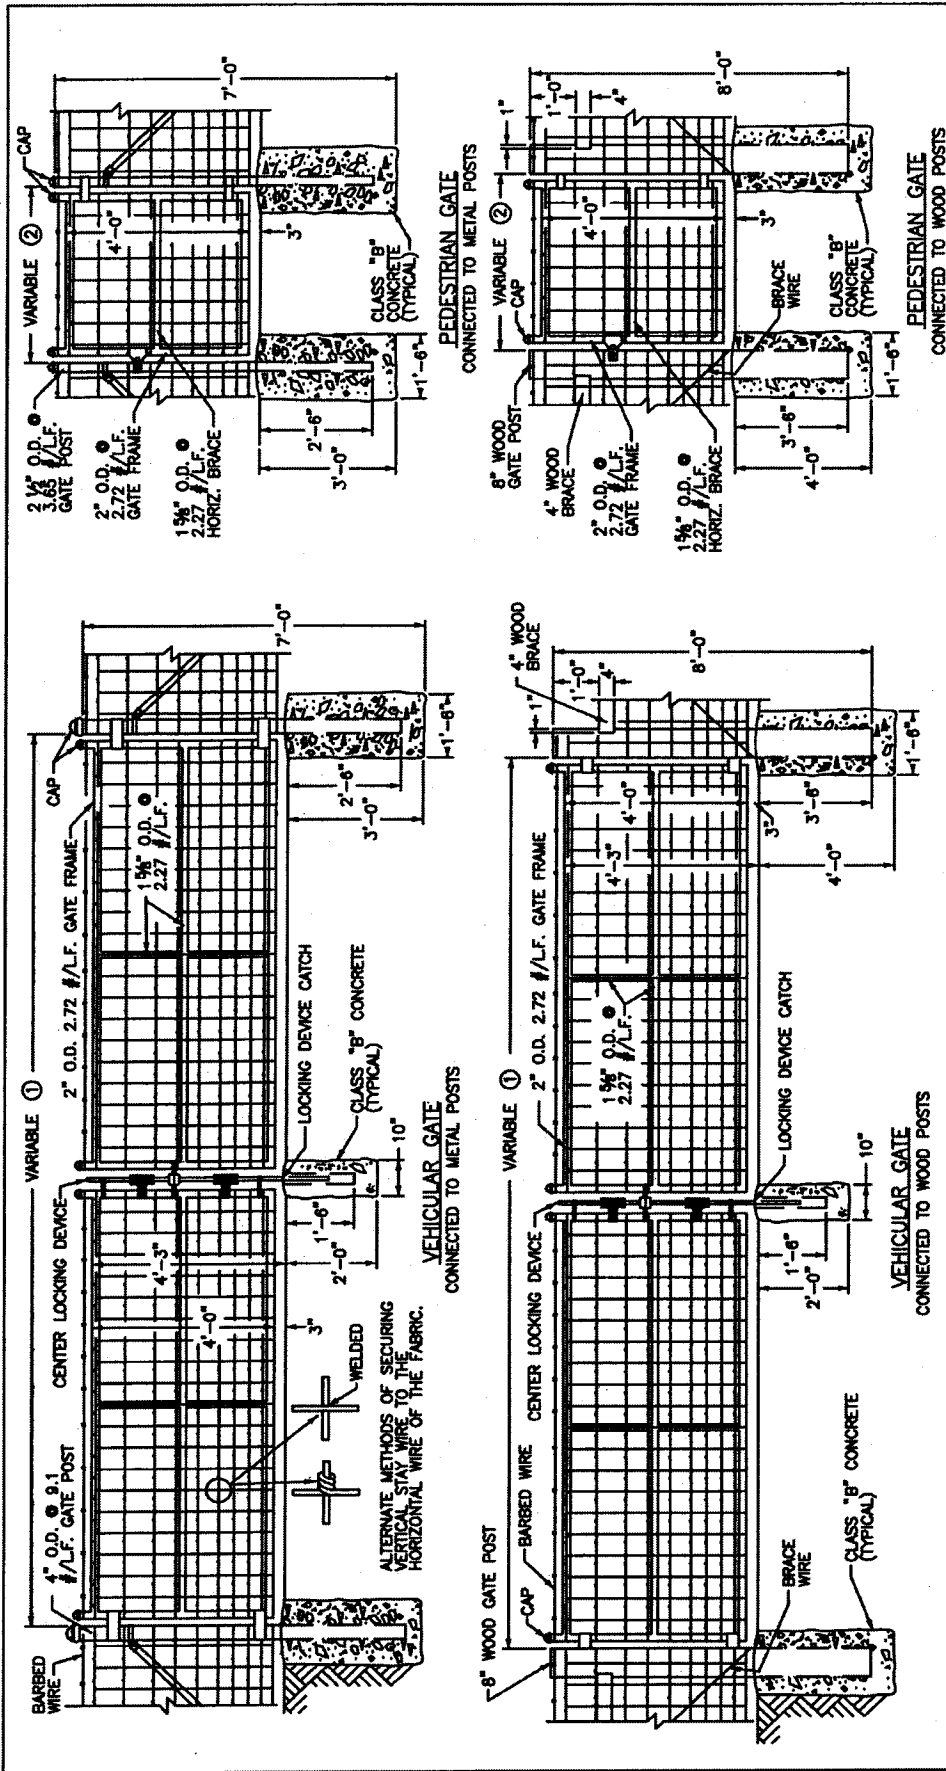 BARBED
WIRE
4" O.D. @ 9.1
#/L.F. GATE POST
CENTER LOCKING DEVICE
VARIABLE ①
2" O.D. 2.72 #/L.F. GATE FRAME
CAP
1 5/8" O.D. @
2.27 #/L.F.
4'-3"
4'-0"
3"
7'-0"
WELDED
ALTERNATE METHODS OF SECURING
VERTICAL STAY WIRE TO THE
HORIZONTAL WIRE OF THE FABRIC.
1'-6"
2'-0"
10"
LOCKING DEVICE CATCH
CLASS "B" CONCRETE
(TYPICAL)
2'-6"
3'-0"
1'-6"
VEHICULAR GATE
CONNECTED TO METAL POSTS
2 1/2" O.D. @
3.65 #/L.F.
GATE POST
2" O.D. @
2.72 #/L.F.
GATE FRAME
1 5/8" O.D. @
2.27 #/L.F.
HORIZ. BRACE
VARIABLE ②
CAP
4'-0"
3"
7'-0"
2'-6"
3'-0"
1'-6"
CLASS "B"
CONCRETE
(TYPICAL)
PEDESTRIAN GATE
CONNECTED TO METAL POSTS
8" WOOD GATE POST
CAP
BARBED WIRE
CENTER LOCKING DEVICE
VARIABLE ①
2" O.D. 2.72 #/L.F. GATE FRAME
1 5/8" O.D. @
2.27 #/L.F.
4'-3"
4'-0"
3"
1"
1'-0"
4"
4" WOOD
BRACE
8'-0"
BRACE
WIRE
CLASS "B" CONCRETE
(TYPICAL)
1'-6"
2'-0"
10"
LOCKING DEVICE CATCH
3'-6"
4'-0"
1'-6"
VEHICULAR GATE
CONNECTED TO WOOD POSTS
8" WOOD
GATE POST
4" WOOD
BRACE
2" O.D. @
2.72 #/L.F.
GATE FRAME
1 5/8" O.D. @
2.27 #/L.F.
HORIZ. BRACE
VARIABLE ②
CAP
1"
1'-0"
4"
8'-0"
4'-0"
3"
BRACE
WIRE
3'-6"
4'-0"
1'-6"
CLASS "B"
CONCRETE
(TYPICAL)
PEDESTRIAN GATE
CONNECTED TO WOOD POSTS